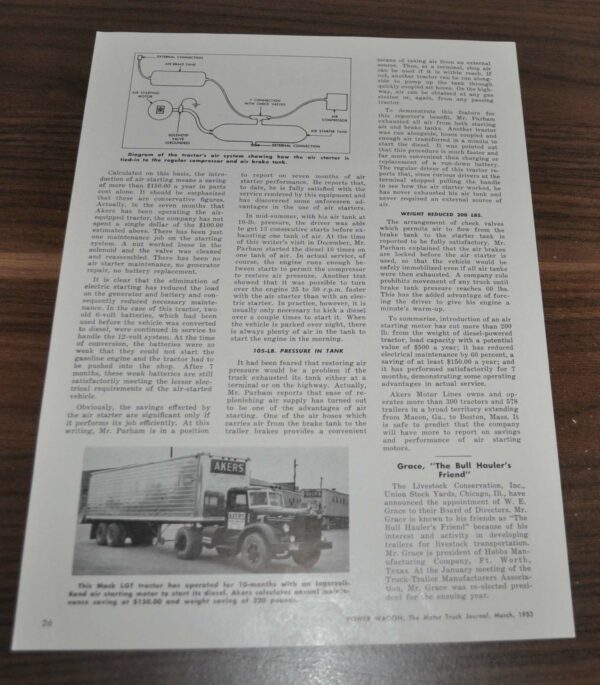 EXTERNAL CONNECTION
AIR BRAKE TANK
AIR STARTING
MOTOR
Y CONNECTION
WITH CHECK VALVES
AIR
COMPRESSOR
SOLENOID
VALVE
(GROUNDED)
AIR STARTER TANK
EXTERNAL CONNECTION
Diagram of the tractor's air system showing how the air starter is
tied-in to the regular compressor and air brake tank.
Calculated on this basis, the intro-
duction of air starting means a saving
of more than $150.00 a year in parts
cost alone. It should be emphasized
that these are conservative figures.
Actually, in the seven months that
Akers has been operating the air-
equipped tractor, the company has not
spent a single dollar of the $100.00
estimated above. There has been just
one maintenance job on the starting
system. A nut worked loose in the
solenoid and the valve was cleaned
and reassembled. There has been no
air starter maintenance, no generator
repair, no battery replacement.
It is clear that the elimination of
electric starting has reduced the load
on the generator and battery and con-
sequently reduced necessary mainte-
nance. In the case of this tractor, two
old 6-volt batteries, which had been
used before the vehicle was converted
to diesel, were continued in service to
handle the 12-volt system. At the time
of conversion, the batteries were so
weak that they could not start the
gasoline engine and the tractor had to
be pushed into the shop. After 7
months, these weak batteries are still
satisfactorily meeting the lesser elec-
trical requirements of the air-started
vehicle.
Obviously, the savings effected by
the air starter are significant only if
it performs its job efficiently. At this
writing, Mr. Parham is in a position
to report on seven months of air
starter performance. He reports that,
to date, he is fully satisfied with the
service rendered by this equipment and
has discovered some unforeseen ad-
vantages in the use of air starters.
In mid-summer, with his air tank at
10-lb. pressure, the driver was able
to get 13 consecutive starts before ex-
hausting one tank of air. At the time
of this writer's visit in December, Mr.
Parham started the diesel 10 times on
one tank of air. In actual service, of
course, the engine runs enough be-
tween starts to permit the compressor
to restore air pressure. Another test
showed that it was possible to turn
over the engine 25 to 30 r.p.m. faster
with the air starter than with an elec-
tric starter. In practice, however, it is
usually only necessary to kick a diesel
over a couple times to start it. When
the vehicle is parked over night, there
is always plenty of air in the tank to
start the engine in the morning.
105-LB. PRESSURE IN TANK
It had been feared that restoring air
pressure would be a problem if the
truck exhausted its tank either at a
terminal or on the highway. Actually,
Mr. Parham reports that ease of re-
plenishing air supply has turned out
to be one of the advantages of air
starting. One of the air hoses which
carries air from the brake tank to the
trailer brakes provides a convenient
means of taking air from an external
source. Thus, at a terminal, shop air
can be used if it is within reach, if
not, another tractor can be run along-
side to pump up the tank through
quickly coupled air hoses. On the high-
way, air can be obtained at any gas
station or, again, from any passing
tractor.
To demonstrate this feature for
this reporter's benefit, Mr. Parham
exhausted all air from both starting
air and brake tanks. Another tractor
was run alongside, hoses coupled and
enough air transferred in a minute to
start the diesel. It was pointed out
that this procedure is much faster and
far more convenient than charging or
replacement of a run-down battery.
The regular driver of this tractor re-
ports that, since curious drivers at the
terminal stopped pulling the handle
to see how the air starter worked, he
has never exhausted his air tank and
never required an external source of
air.
WEIGHT REDUCED 300 LBS.
The arrangement of check valves
which permits air to flow from the
brake tank to the starter tank is
reported to be fully satisfactory. Mr.
Parham explained that the air brakes
are locked before the air starter is
used, so that the vehicle would be
safely immobilized even if all air tanks
were then exhausted. A company rule
prohibits movement of any truck until
brake tank pressure reaches 60 lbs.
This has the added advantage of forc-
ing the driver to give his engine a
minute's warm-up.
To summarize, introduction of an air
starting motor has cut more than 200
lb. from the weight of diesel-powered
tractor, load capacity with a potential
value of $500 a year; it has reduced
electrical maintenance by 60 percent, a
saving of at least $150.00 a year; and
it has performed satisfactorily for 7
months, demonstrating some operating
advantages in actual service.
Akers Motor Lines owns and op-
erates more than 300 tractors and 578
trailers in a broad territory extending
from Macon, Ga., to Boston, Mass. It
is safe to predict that the company
will have more to report on savings
and performance of air starting
motors.
Grace, "The Bull Hauler's
Friend"
The Livestock Conservation, Inc.,
Union Stock Yards, Chicago, Ill., have
announced the appointment of W. E.
Grace to their Board of Directors. Mr.
Grace is known to his friends as "The
Bull Hauler's Friend" because of his
interest and activity in developing
trailers for livestock transportation.
Mr. Grace is president of Hobbs Man-
ufacturing Company, Ft. Worth,
Texas. At the January meeting of the
Truck-Trailer Manufacturers Associa-
tion, Mr. Grace was re-elected presi-
dent for the ensuing year.
AKERS
AKERS
This Mack LGT tractor has operated for 10-months with an Ingersoll-
Rand air starting motor to start its diesel. Akers calculates annual mainte-
nance saving at $150.00 and weight saving of 320 pounds.
26
POWER WAGON, The Motor Truck Journal, March, 1953